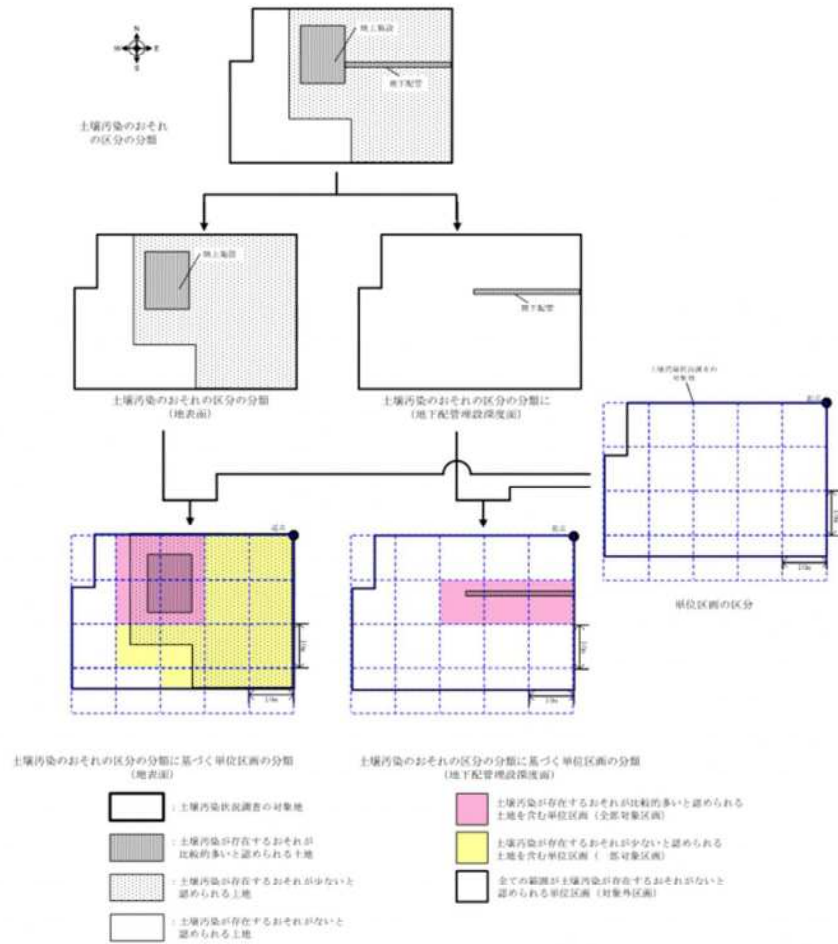 N
W
E
S
地上施設
地下配管
土壌汚染のおそれ
の区分の分類
地上施設
地下配管
土壌汚染のおそれの区分の分類
(地表面)
土壌汚染のおそれの区分の分類に
(地下配管埋設深度面)
土壌汚染状況調査の
対象地
起点
10m
10m
単位区画の区分
起点
10m
10m
起点
10m
10m
土壌汚染のおそれの区分の分類に基づく単位区画の分類
(地表面)
土壌汚染のおそれの区分の分類に基づく単位区画の分類
(地下配管埋設深度面)
:土壌汚染状況調査の対象地
:土壌汚染が存在するおそれが
比較的多いと認められる土地
:土壌汚染が存在するおそれが少ないと
認められる土地
:土壌汚染が存在するおそれがないと
認められる土地
土壌汚染が存在するおそれが比較的多いと認められる
土地を含む単位区画(全部対象区画)
土壌汚染が存在するおそれが少ないと認められる
土地を含む単位区画(一部対象区画)
全ての範囲が土壌汚染が存在するおそれがないと
認められる単位区画(対象外区画)